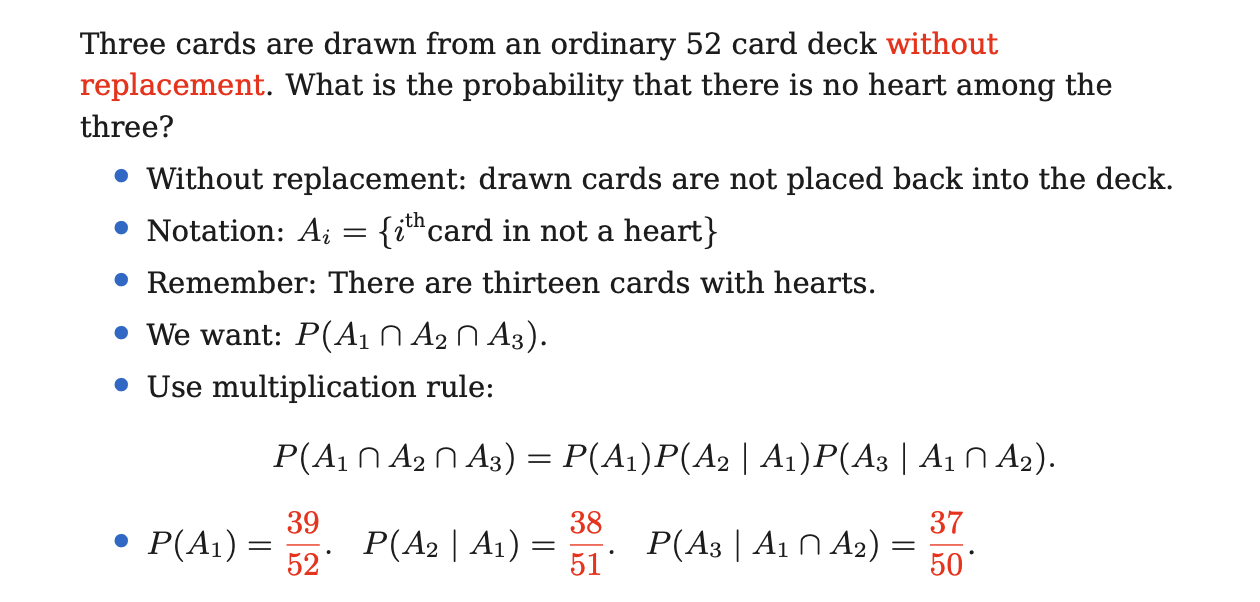 Three cards are drawn from an ordinary 52 card deck without
replacement. What is the probability that there is no heart among the
three?
• Without replacement: drawn cards are not placed back into the deck.
• Notation: $A_i = \{i^{\text{th}} \text{card in not a heart}\}$
• Remember: There are thirteen cards with hearts.
• We want: $P(A_1 \cap A_2 \cap A_3)$.
• Use multiplication rule:
$P(A_1 \cap A_2 \cap A_3) = P(A_1)P(A_2 \mid A_1)P(A_3 \mid A_1 \cap A_2).$
• $P(A_1) = \frac{39}{52}.$ $P(A_2 \mid A_1) = \frac{38}{51}.$ $P(A_3 \mid A_1 \cap A_2) = \frac{37}{50}.$